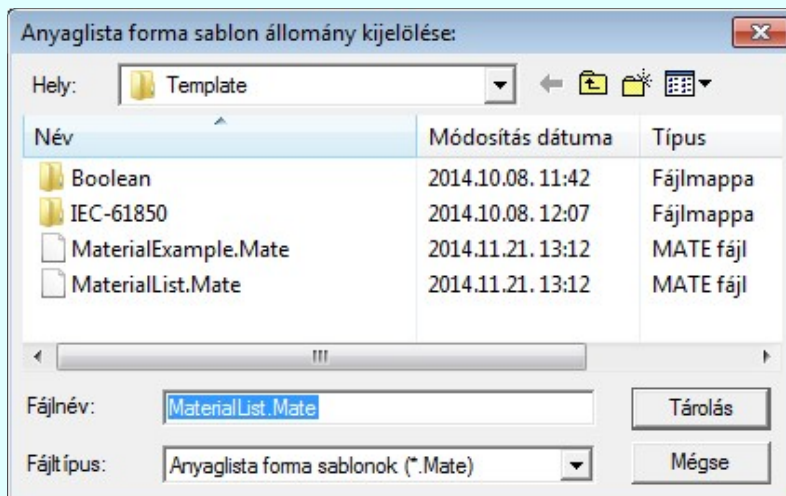 Anyaglista forma sablon állomány kijelölése:
Hely: Template
Név Módosítás dátuma Típus
Boolean 2014.10.08. 11:42 Fájlmappa
IEC-61850 2014.10.08. 12:07 Fájlmappa
MaterialExample.Mate 2014.11.21. 13:12 MATE fájl
MaterialList.Mate 2014.11.21. 13:12 MATE fájl
Fájlnév: MaterialList.Mate Tárolás
Fájltípus: Anyaglista forma sablonok (*.Mate) Mégse